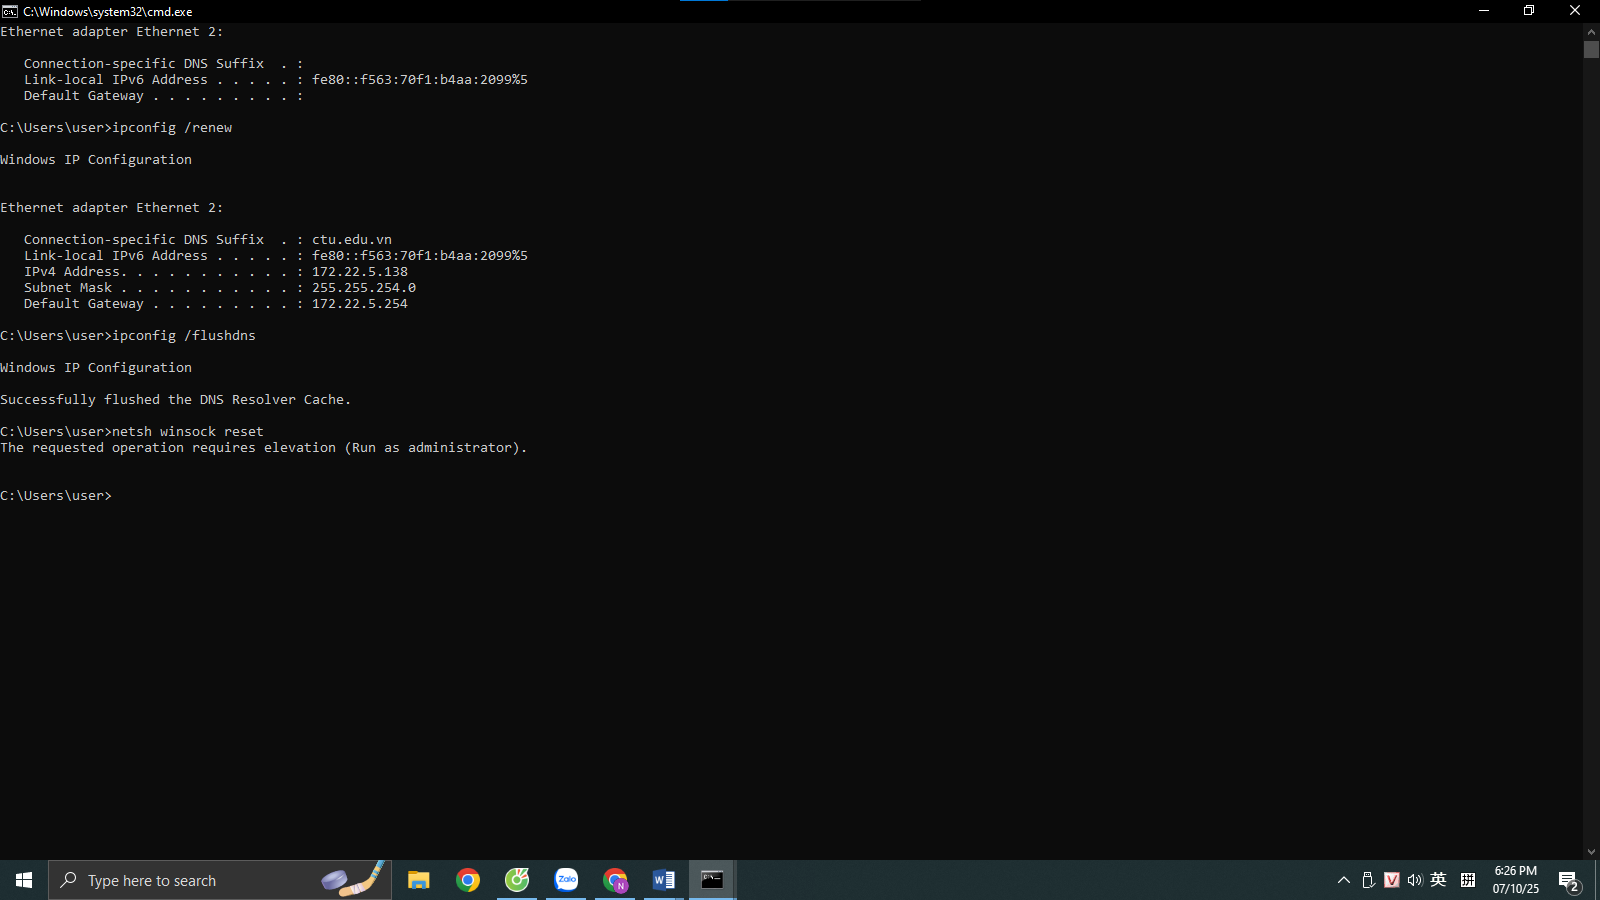 C:\Windows\system32\cmd.exe
Ethernet adapter Ethernet 2:
Connection-specific DNS Suffix  . :
Link-local IPv6 Address . . . . . : fe80::f563:70f1:b4aa:2099%5
Default Gateway . . . . . . . . . :
C:\Users\user>ipconfig /renew
Windows IP Configuration
Ethernet adapter Ethernet 2:
Connection-specific DNS Suffix  . : ctu.edu.vn
Link-local IPv6 Address . . . . . : fe80::f563:70f1:b4aa:2099%5
IPv4 Address. . . . . . . . . . . : 172.22.5.138
Subnet Mask . . . . . . . . . . . : 255.255.254.0
Default Gateway . . . . . . . . . : 172.22.5.254
C:\Users\user>ipconfig /flushdns
Windows IP Configuration
Successfully flushed the DNS Resolver Cache.
C:\Users\user>netsh winsock reset
The requested operation requires elevation (Run as administrator).
C:\Users\user>
Type here to search
Zalo
N
W
V
英
拼
6:26 PM
07/10/25
2